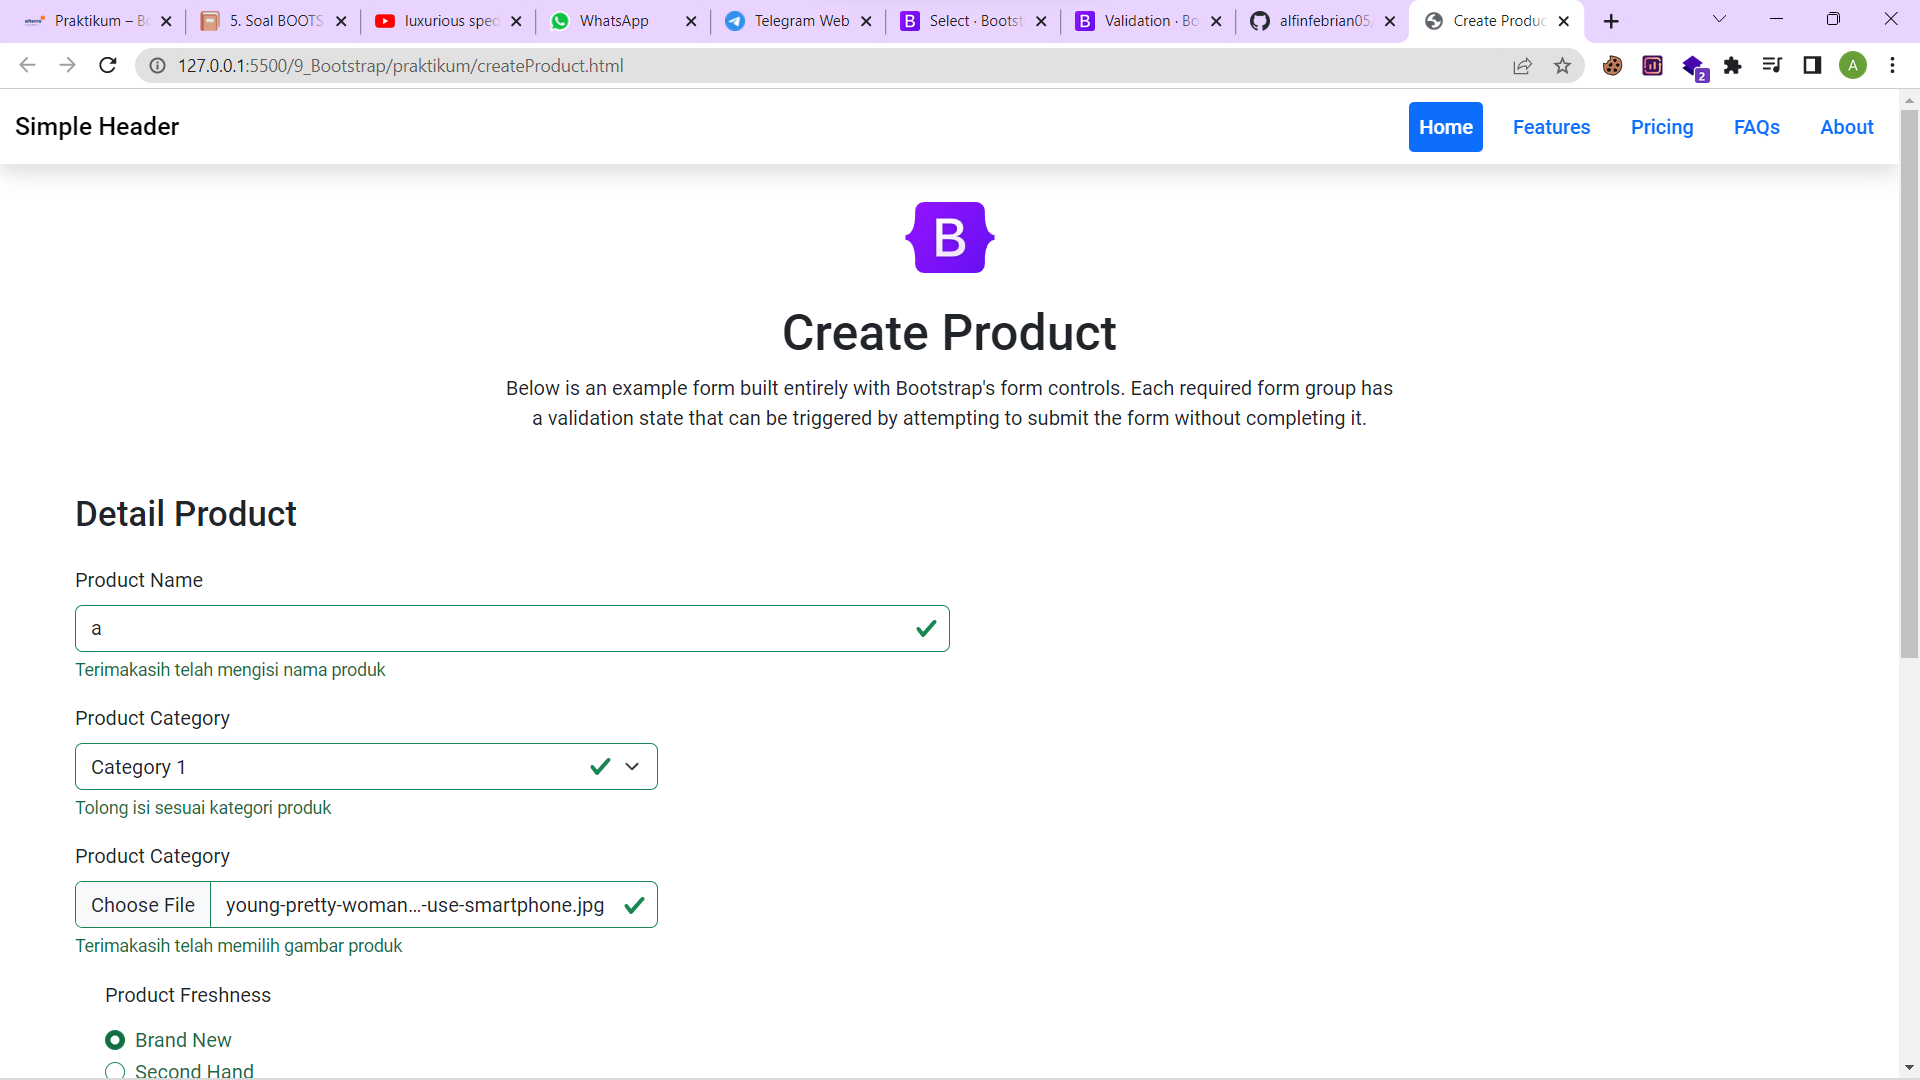 Praktikum – Bo
5. Soal BOOTS
luxurious spec
WhatsApp
Telegram Web
B
Select · Bootst
B
Validation · Bo
alfinfebrian05/
Create Produc
127.0.0.1:5500/9_Bootstrap/praktikum/createProduct.html
2
A
Simple Header
Home
Features
Pricing
FAQs
About
B
Create Product
Below is an example form built entirely with Bootstrap's form controls. Each required form group has
a validation state that can be triggered by attempting to submit the form without completing it.
Detail Product
Product Name
a
Terimakasih telah mengisi nama produk
Product Category
Category 1
Tolong isi sesuai kategori produk
Product Category
Choose File
young-pretty-woman...-use-smartphone.jpg
Terimakasih telah memilih gambar produk
Product Freshness
Brand New
Second Hand